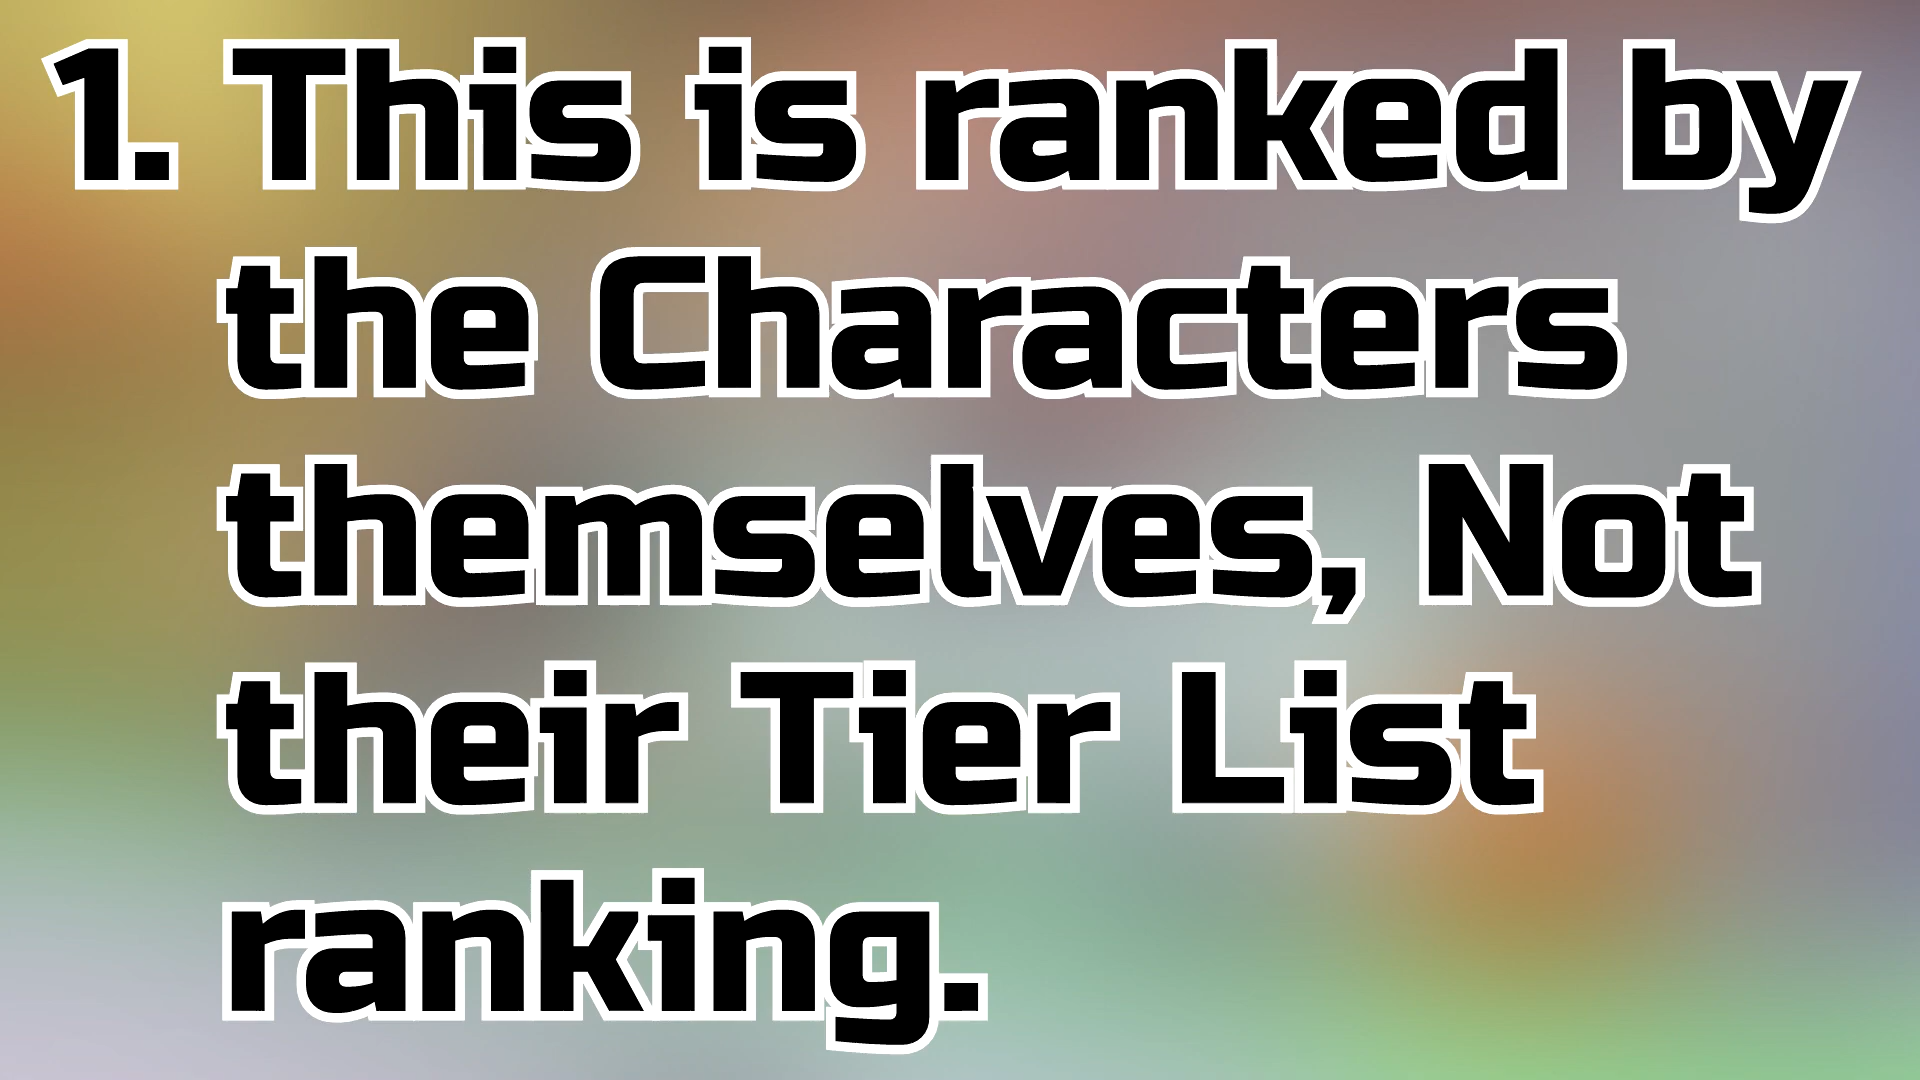 1. This is ranked by
the Characters
themselves, Not
their Tier List
ranking.